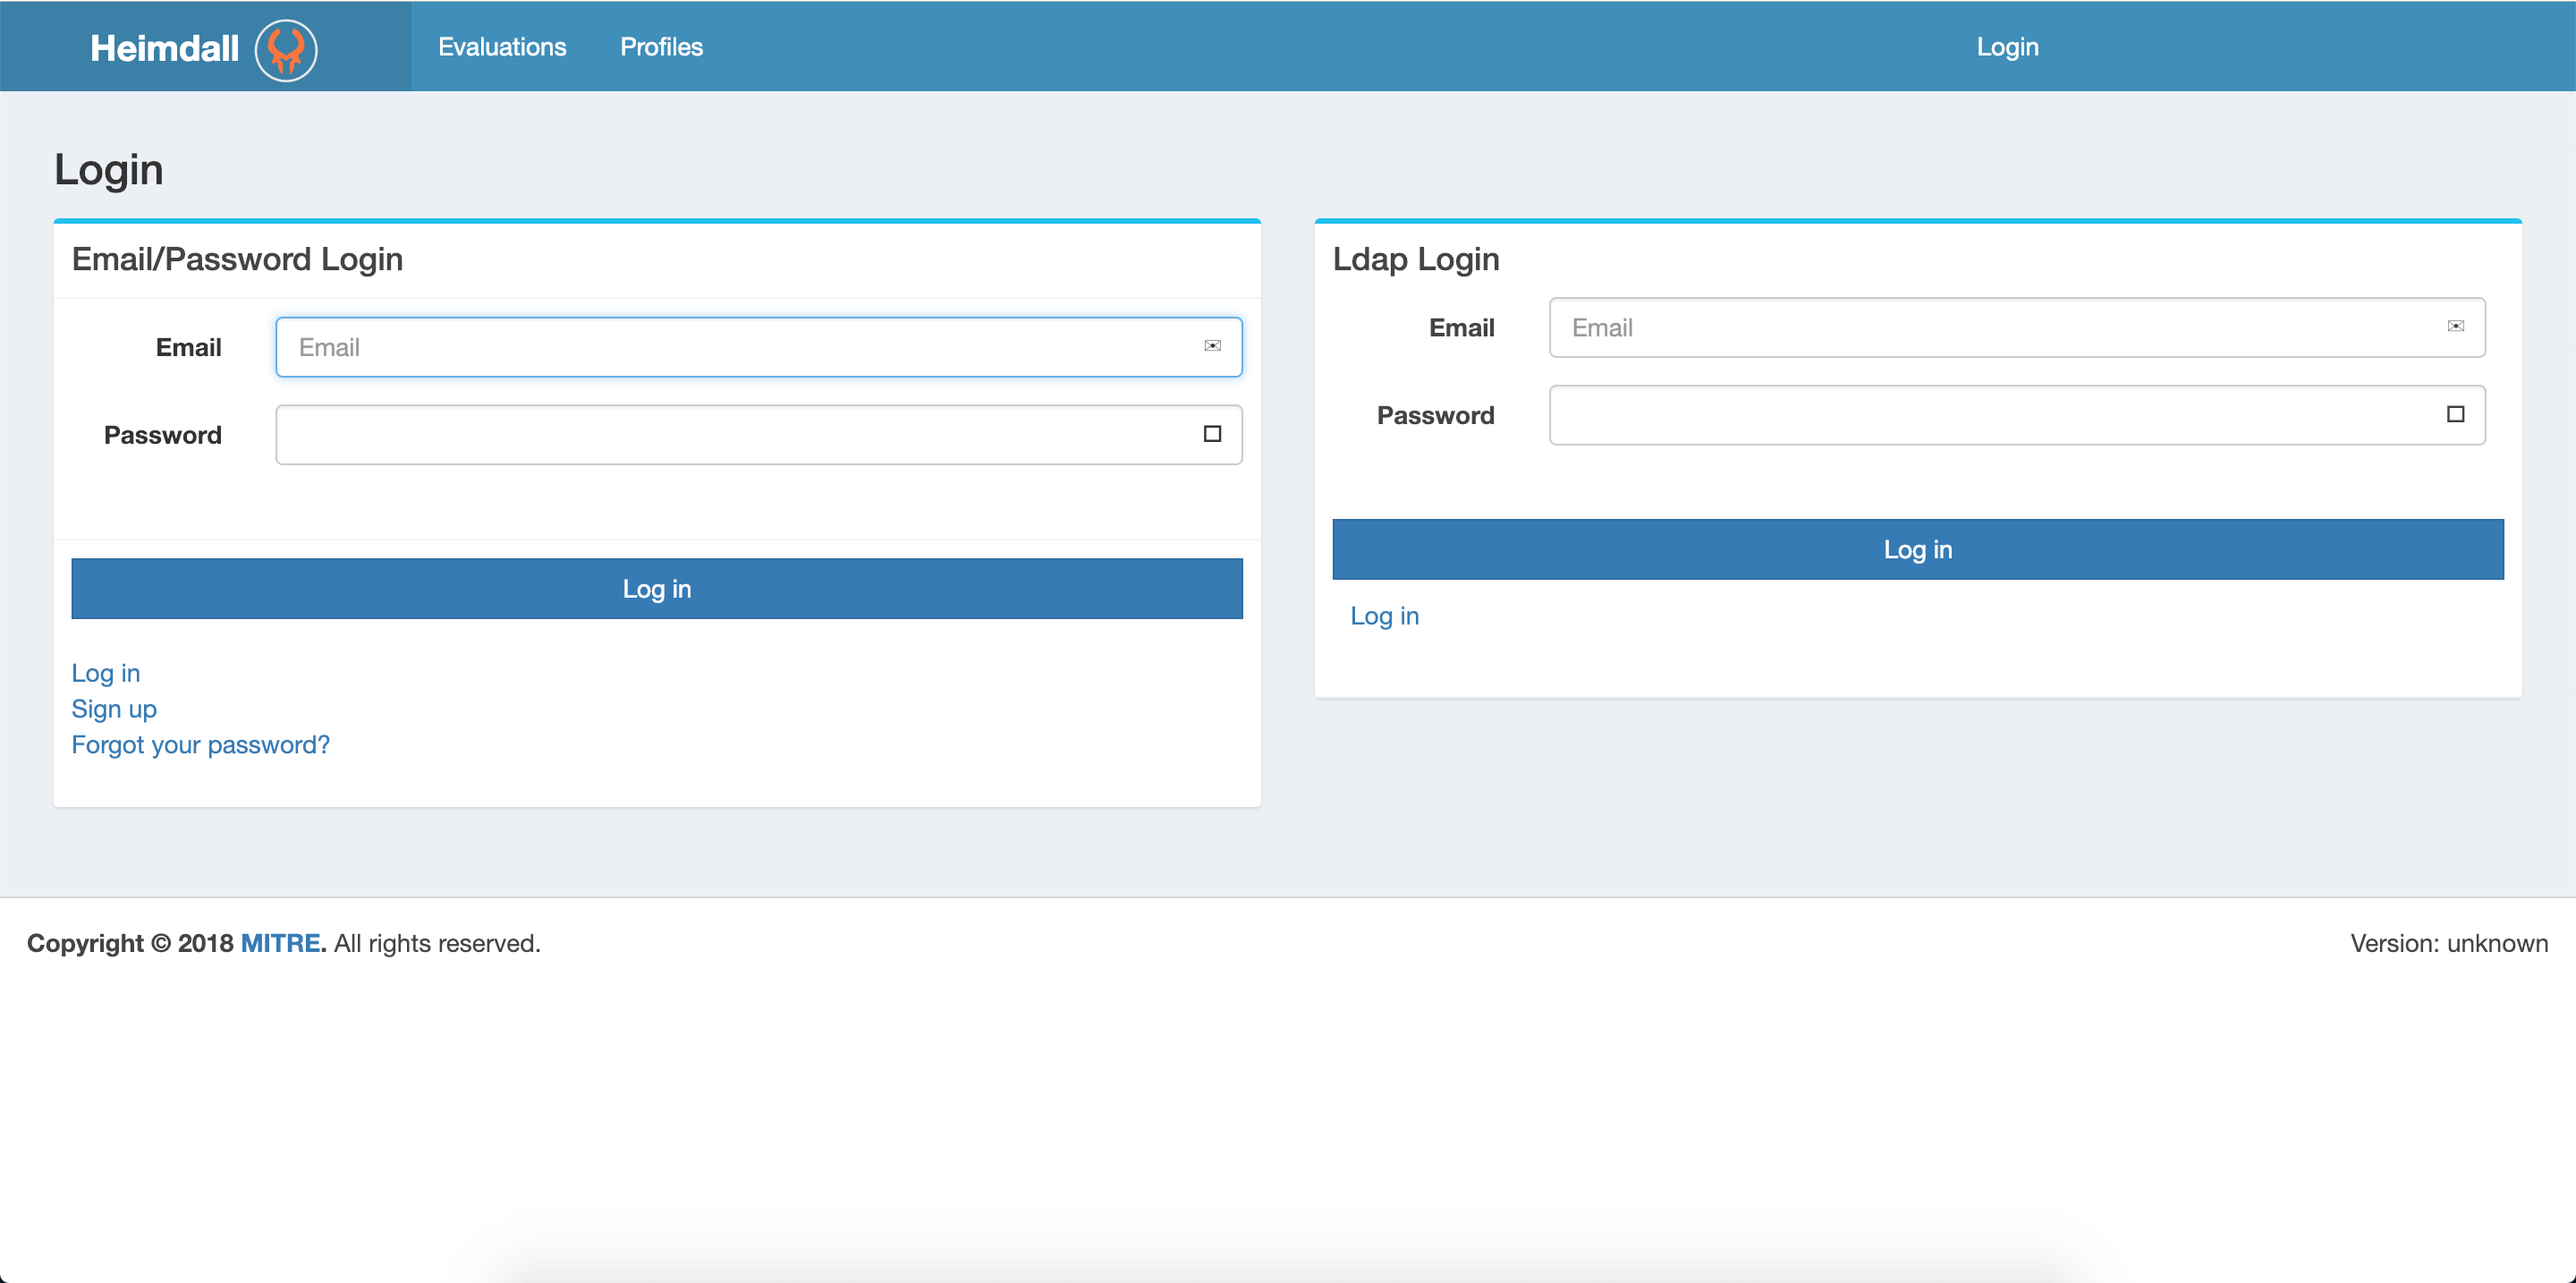 Heimdall Evaluations Profiles Login
Login
Email/Password Login
Email Email
Password
Log in
Log in
Sign up
Forgot your password?
Ldap Login
Email Email
Password
Log in
Log in
Copyright © 2018 MITRE. All rights reserved.
Version: unknown